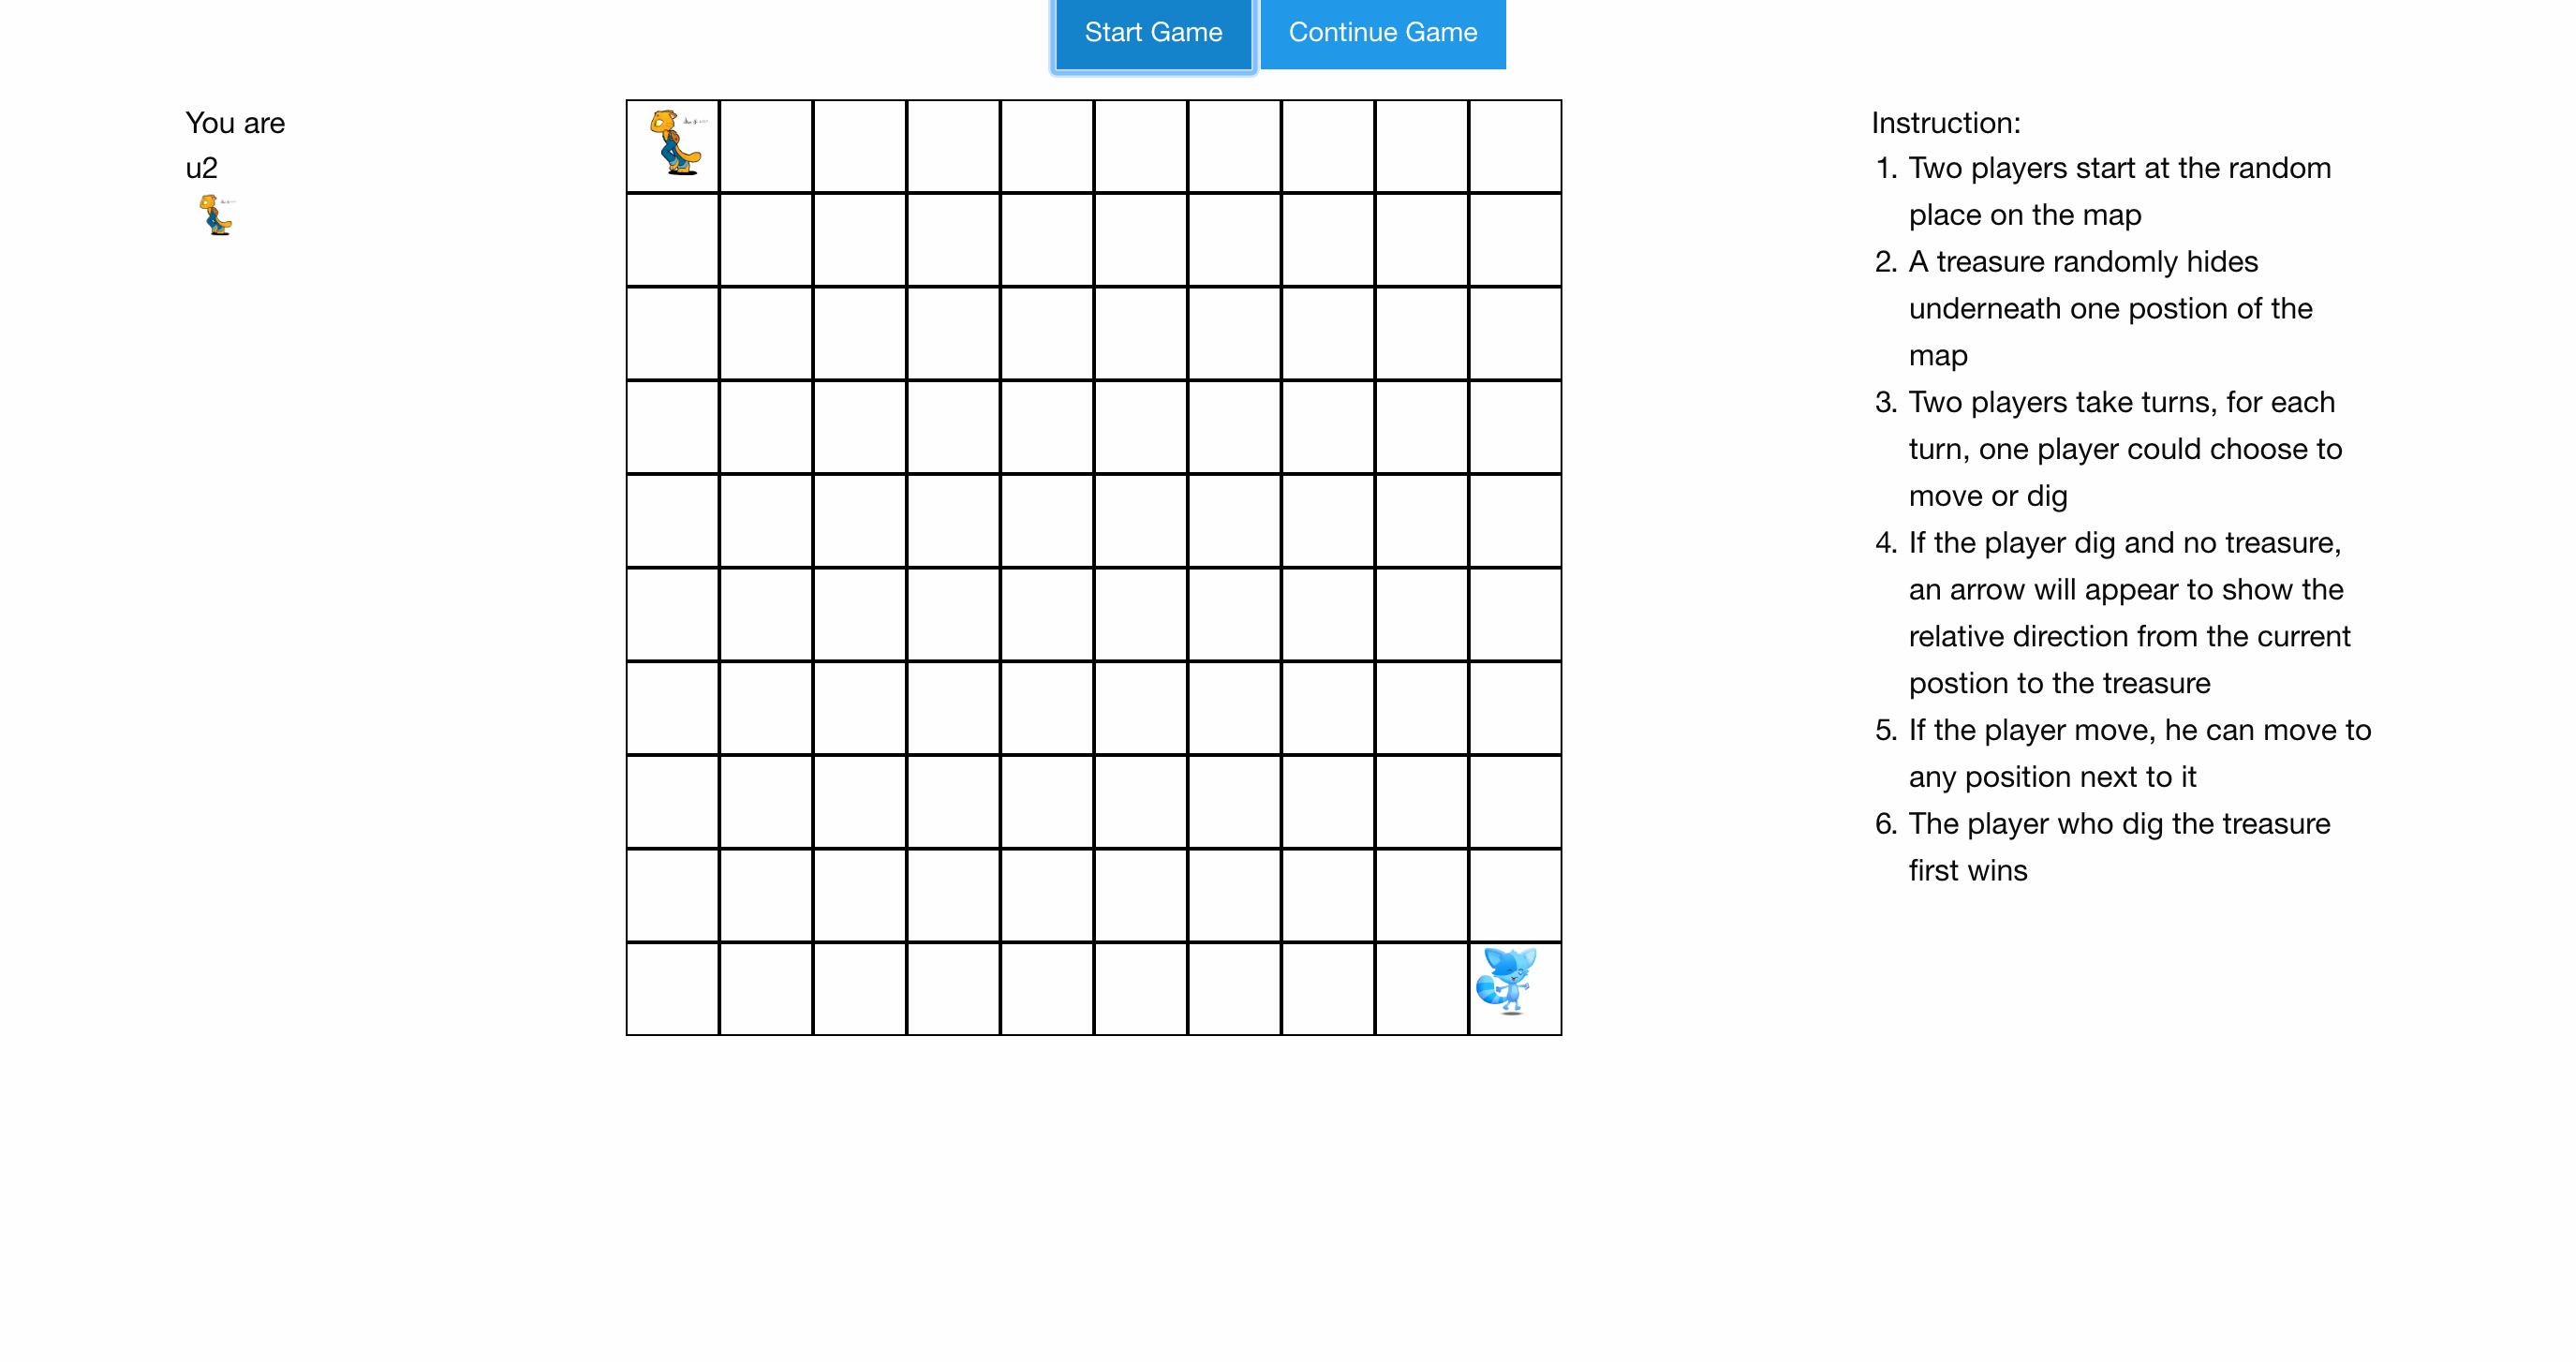 Start Game
Continue Game
You are
u2
Instruction:
1. Two players start at the random
place on the map
2. A treasure randomly hides
underneath one postion of the
map
3. Two players take turns, for each
turn, one player could choose to
move or dig
4. If the player dig and no treasure,
an arrow will appear to show the
relative direction from the current
postion to the treasure
5. If the player move, he can move to
any position next to it
6. The player who dig the treasure
first wins